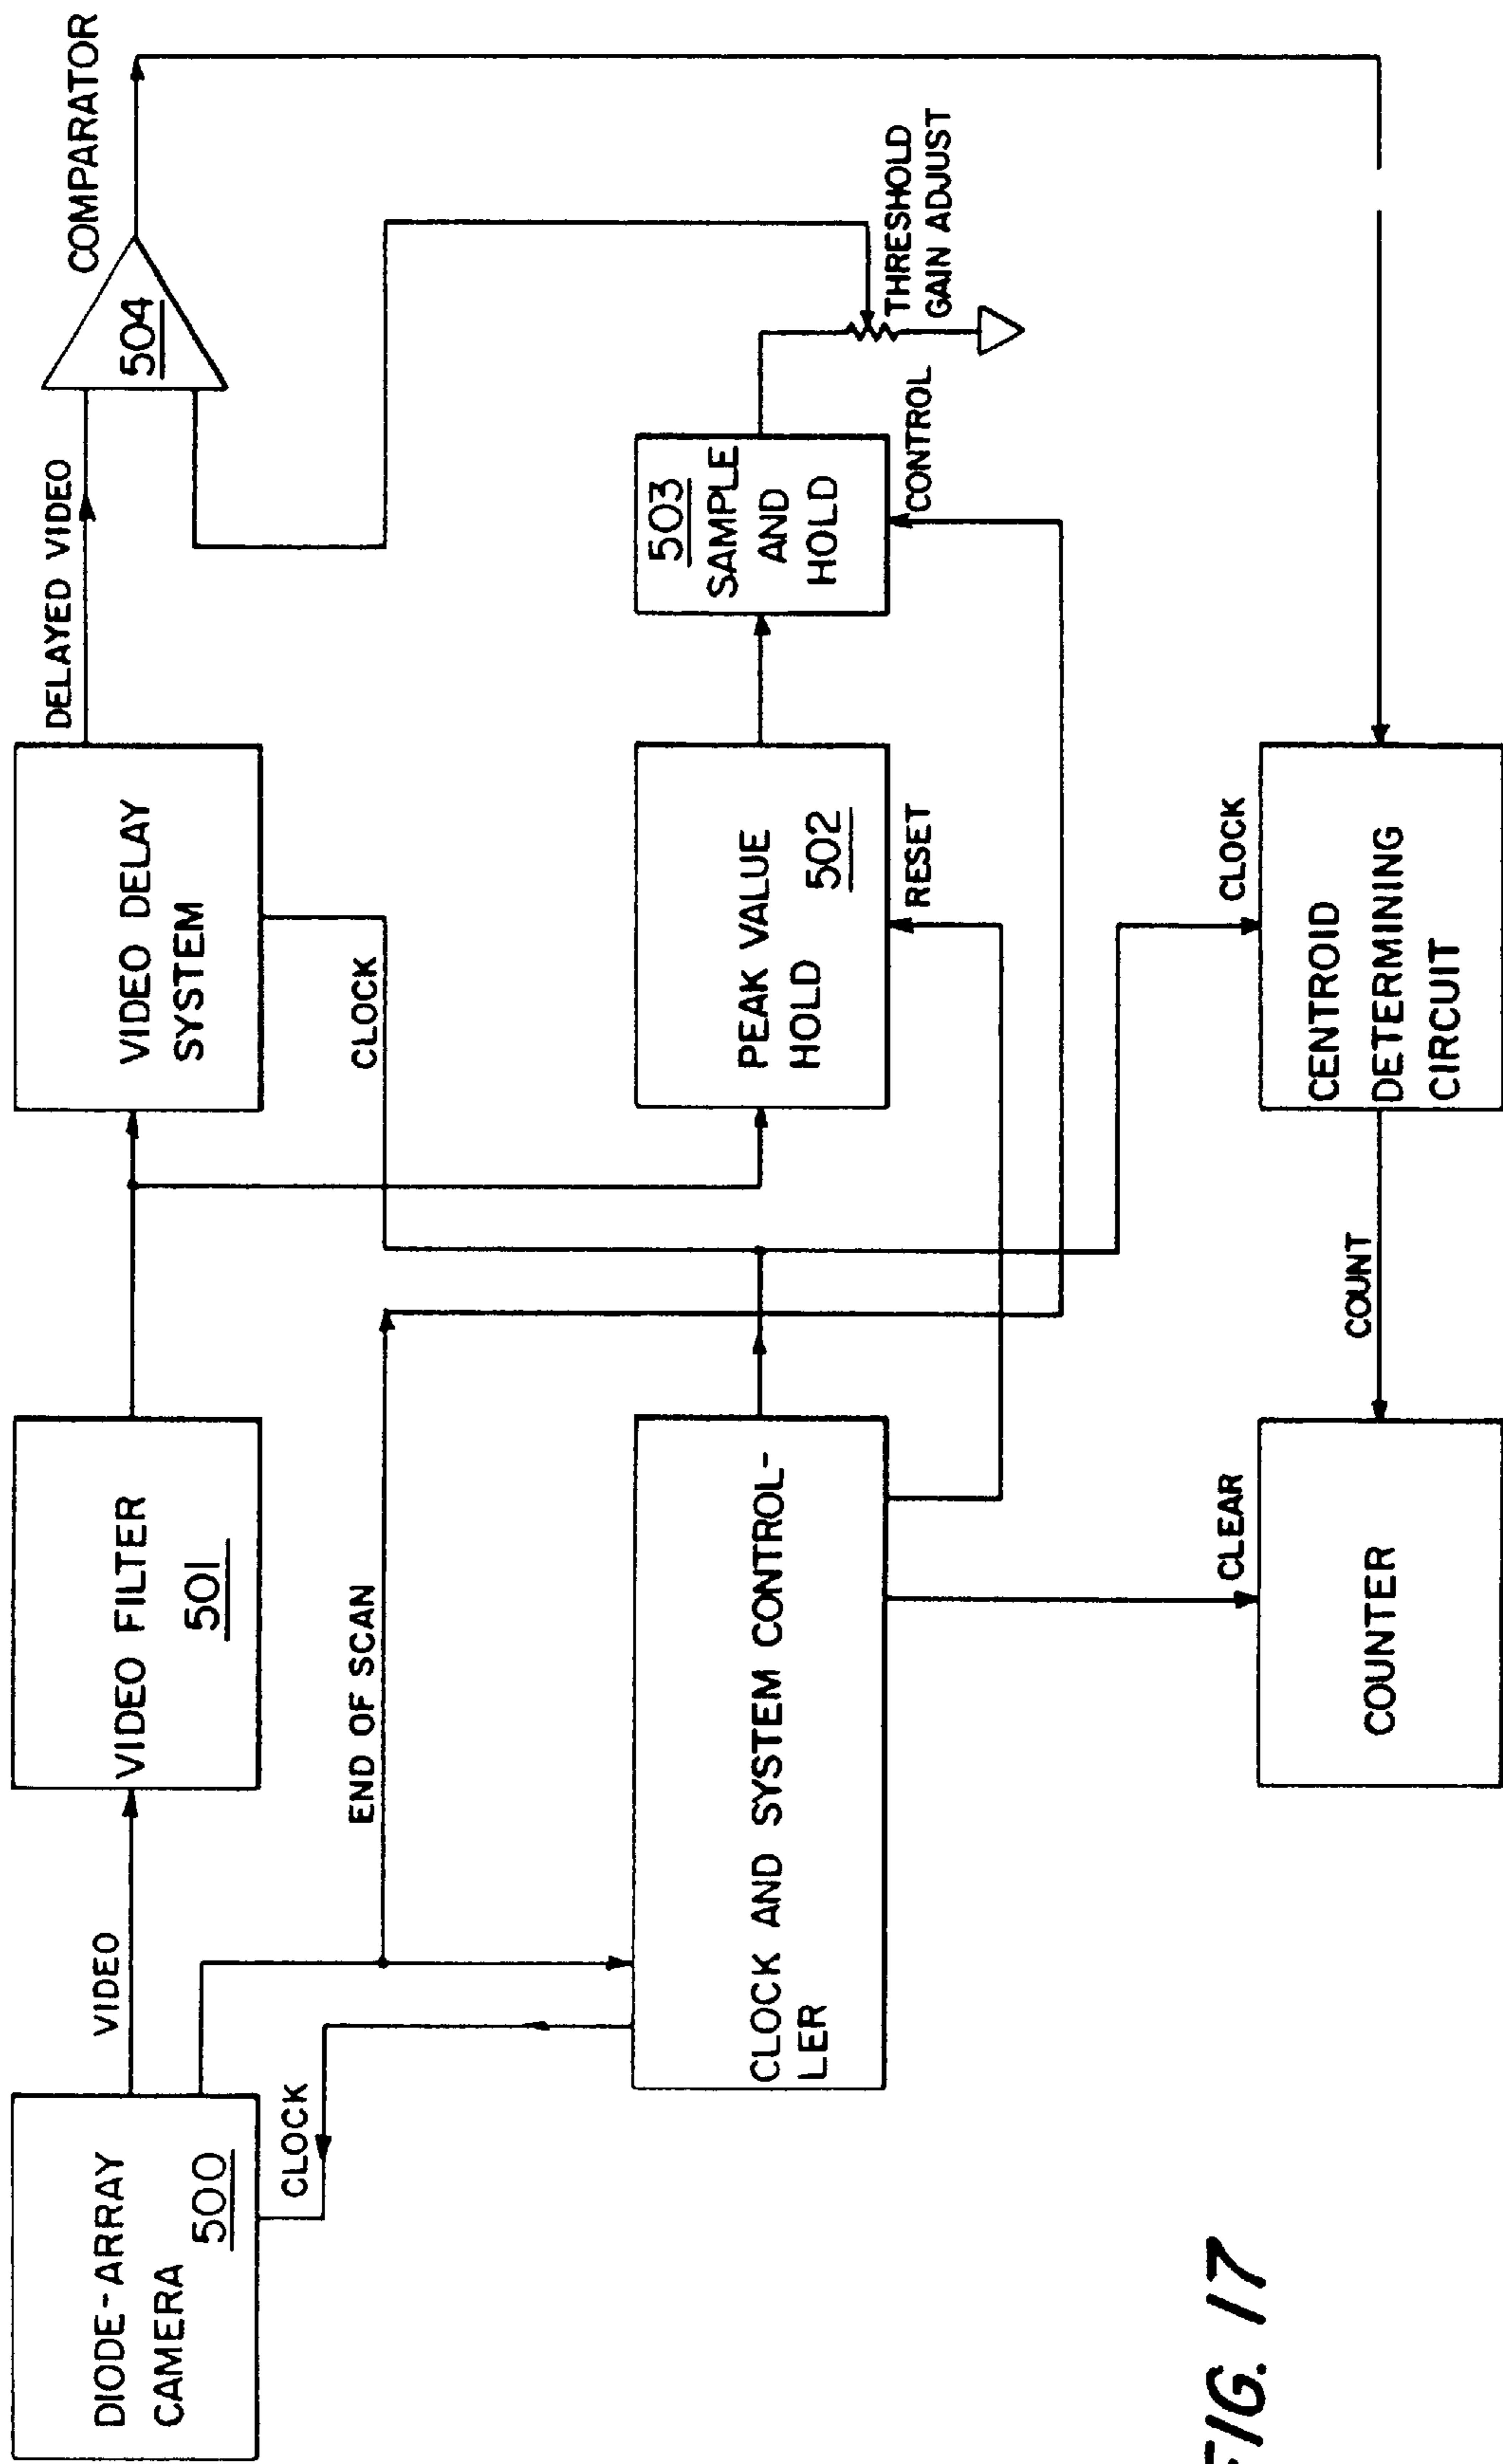 DIODE-ARRAY
CAMERA
500
VIDEO
VIDEO FILTER
501
VIDEO DELAY
SYSTEM
DELAYED VIDEO
504
COMPARATOR
CLOCK
END OF SCAN
CLOCK
CLOCK AND SYSTEM CONTROL-
LER
PEAK VALUE
HOLD
502
RESET
503
SAMPLE
AND
HOLD
CONTROL
THRESHOLD
GAIN ADJUST
CLEAR
COUNTER
COUNT
CLOCK
CENTROID
DETERMINING
CIRCUIT
FIG. 17